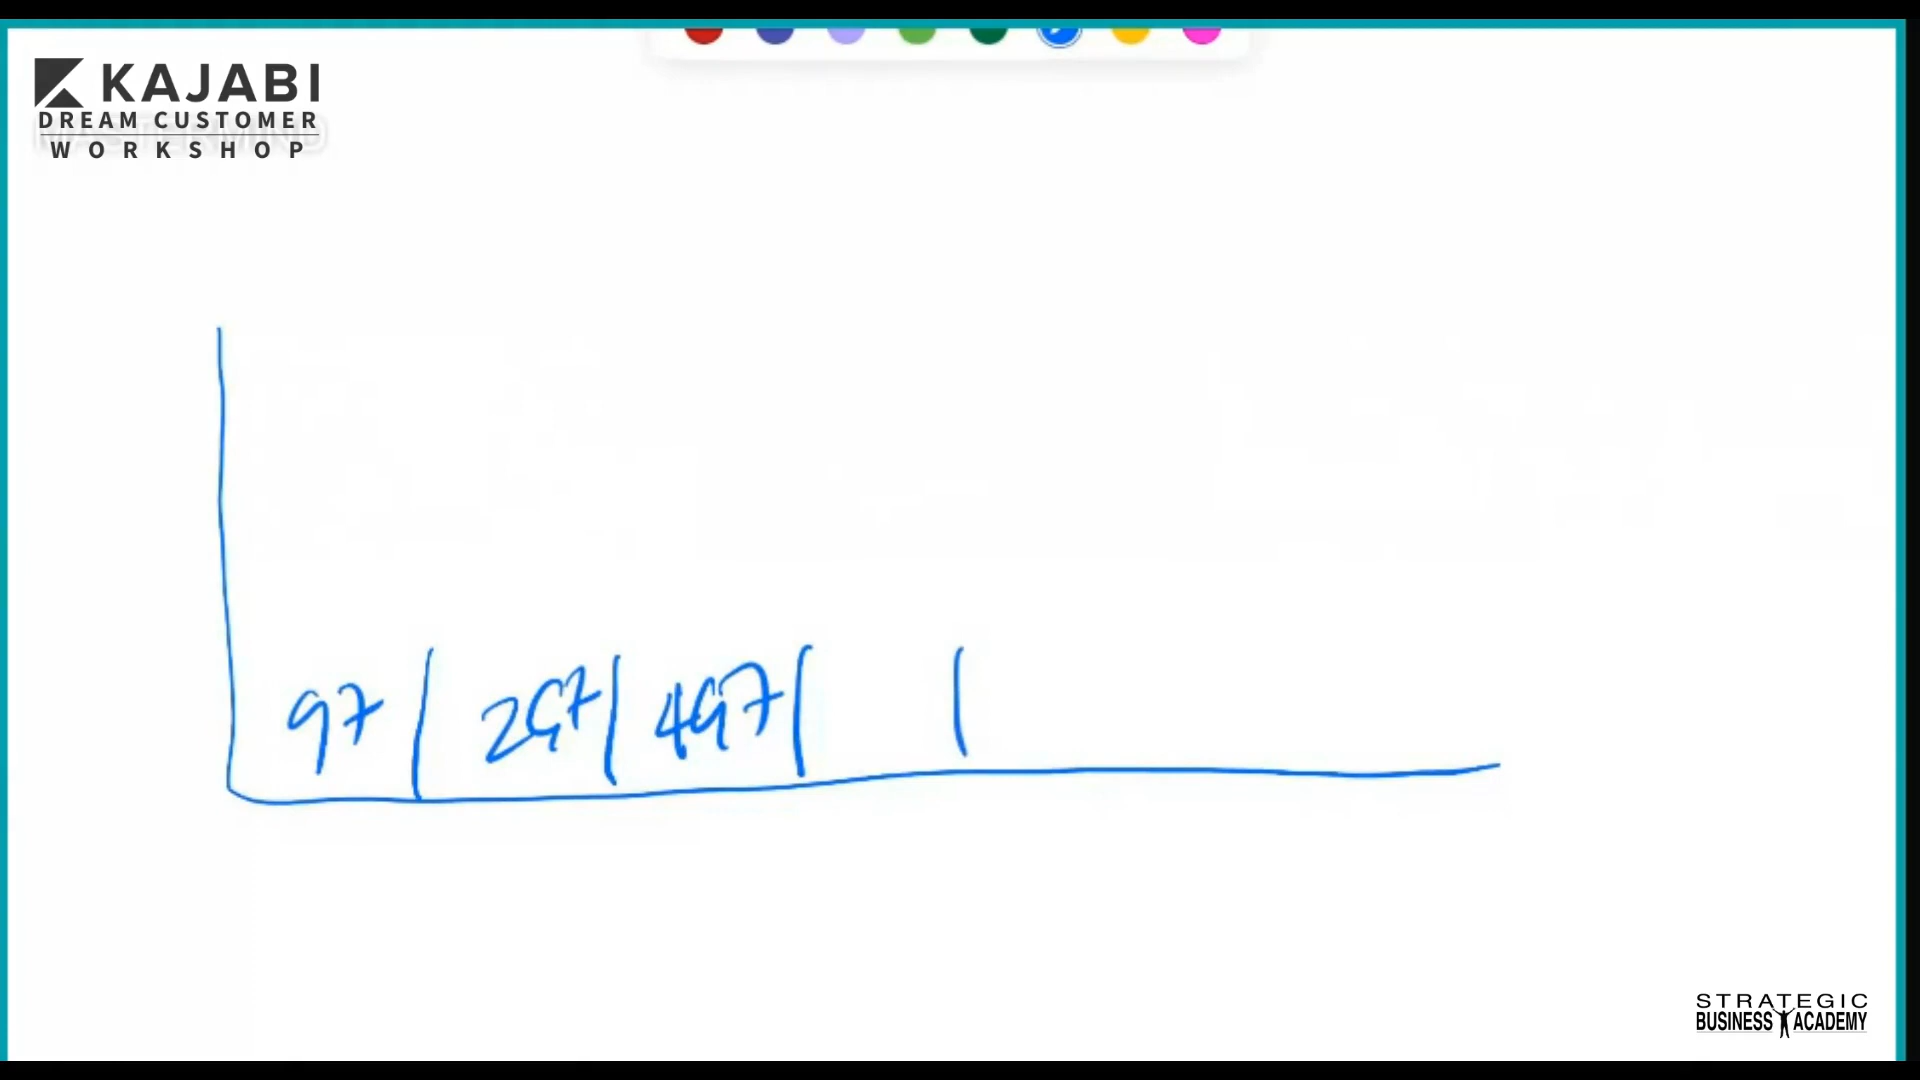 KAJABI
DREAM CUSTOMER
WORKSHOP
97 297 497
STRATEGIC
BUSINESS ACADEMY